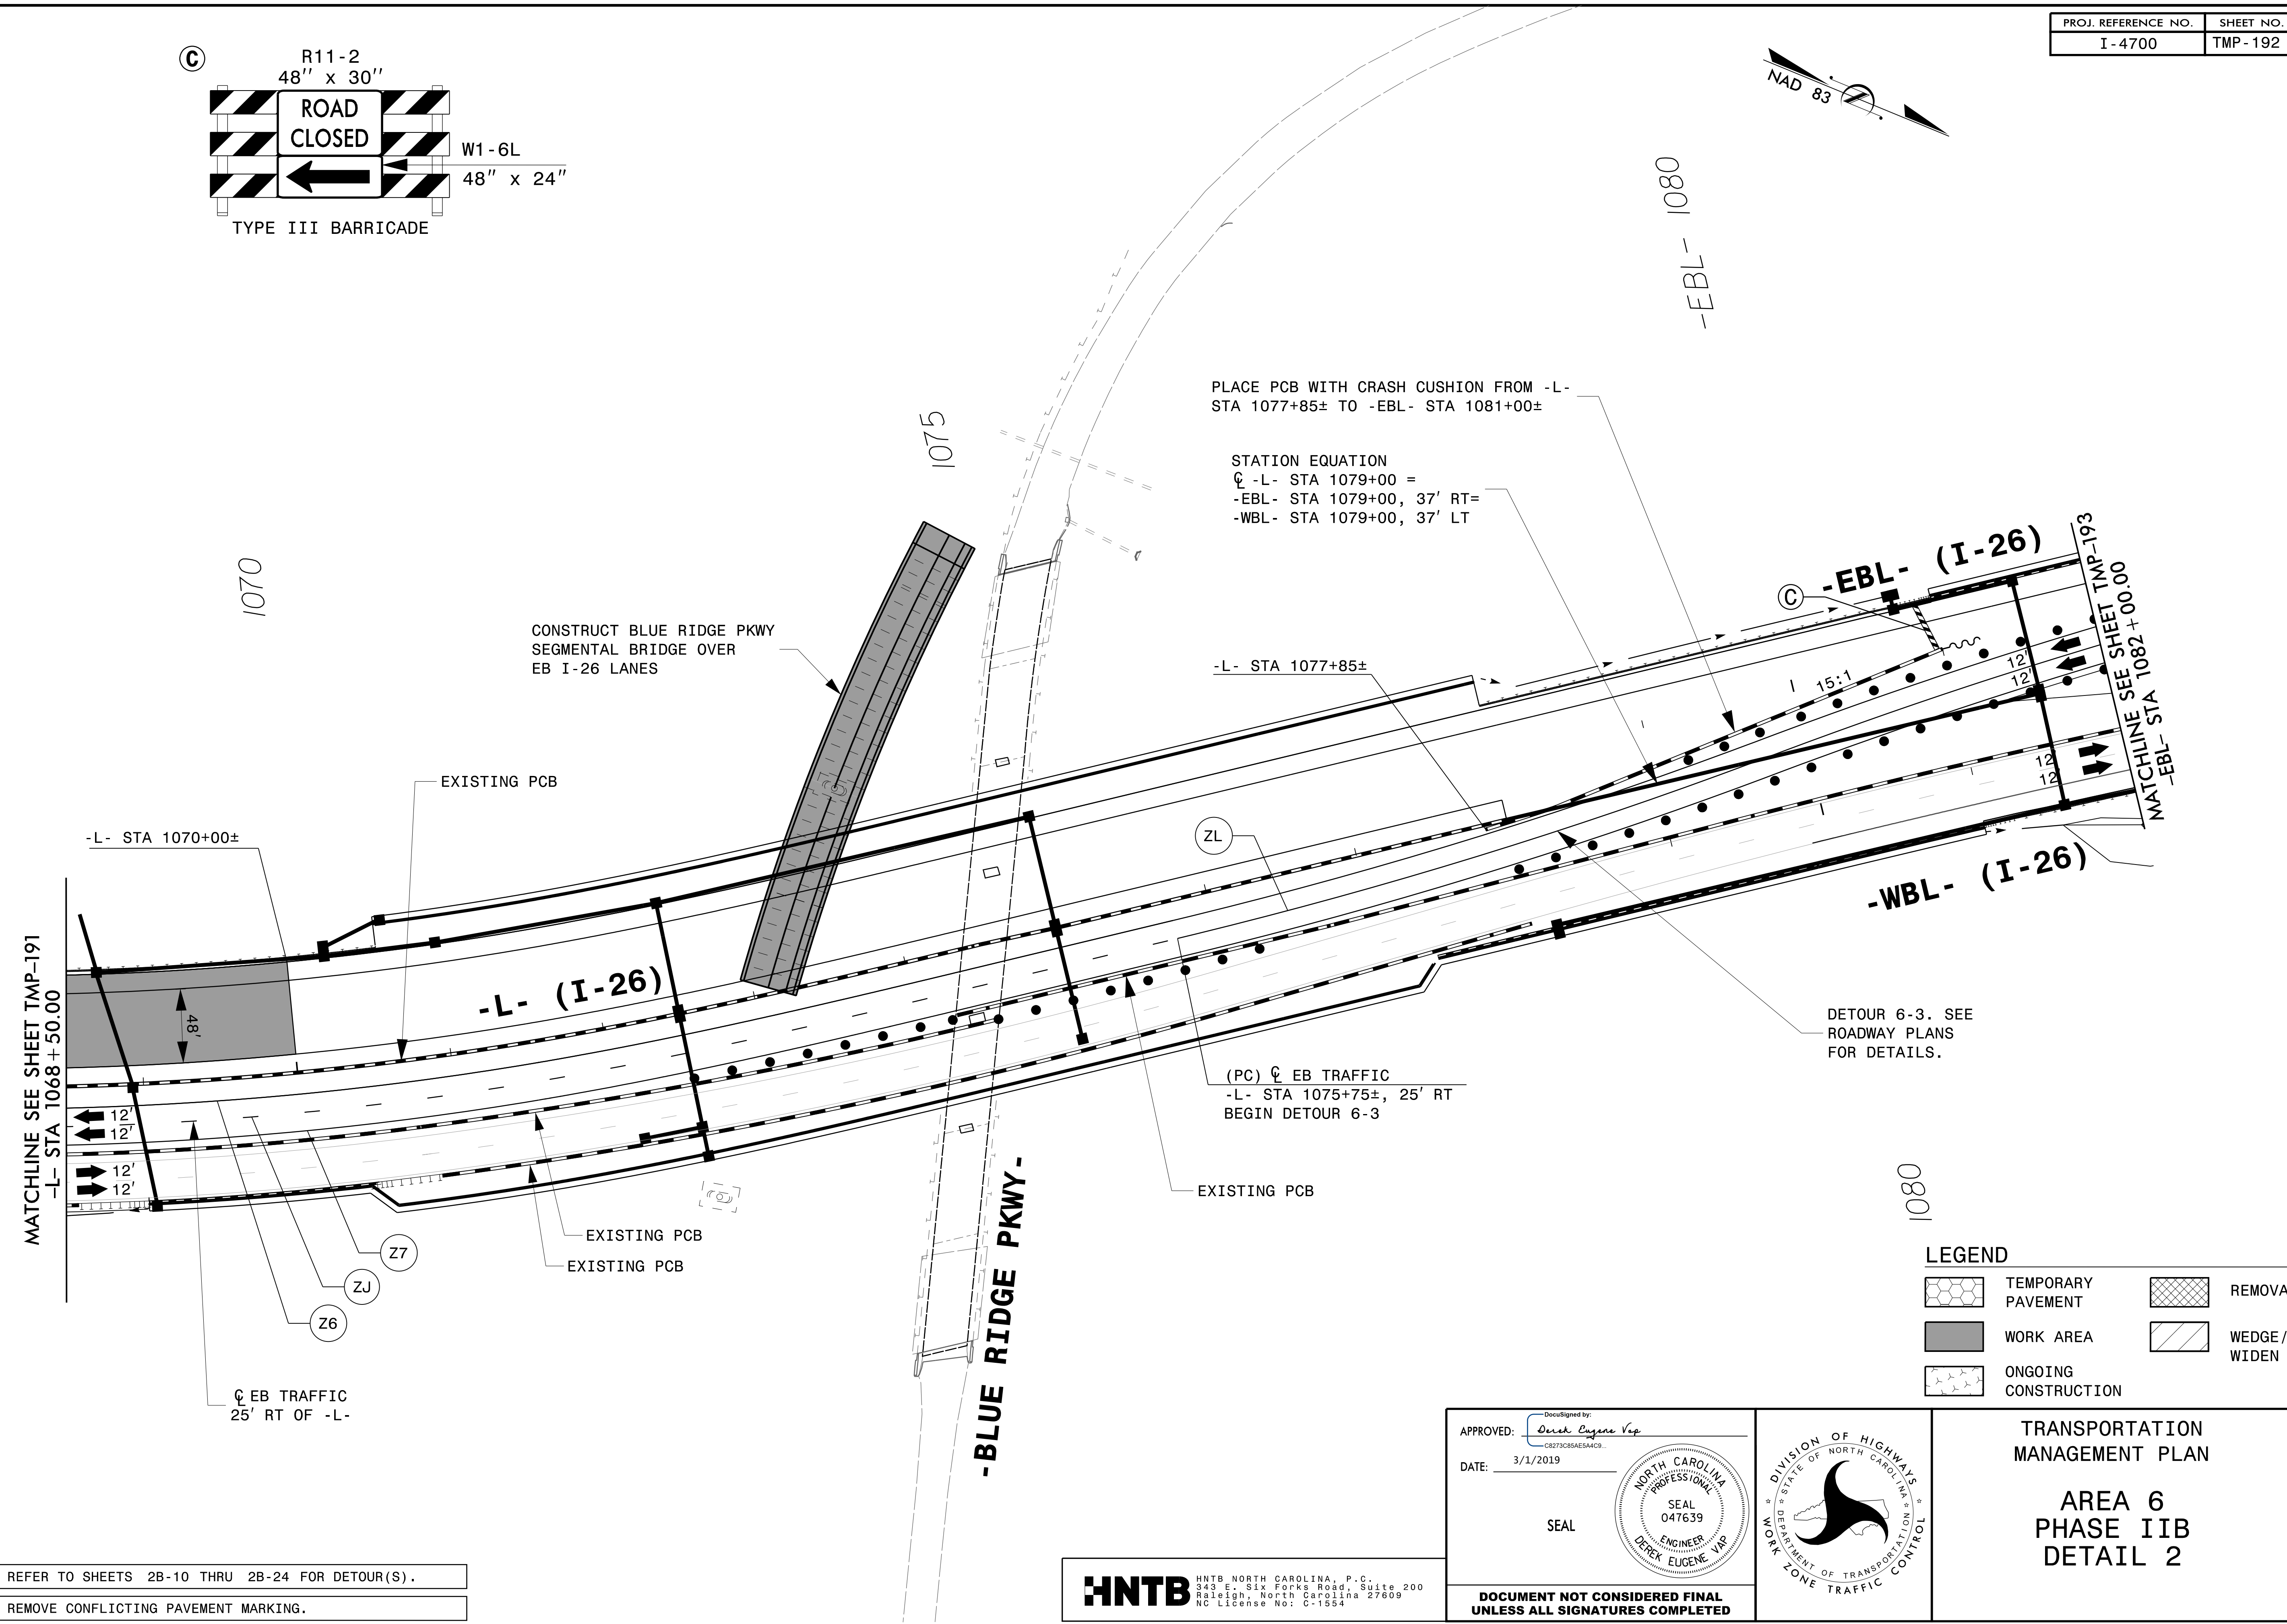 PROJ. REFERENCE NO.
SHEET NO.
I-4700
TMP-192
C
R11-2
48" x 30"
ROAD
CLOSED
W1-6L
48" x 24"
TYPE III BARRICADE
NAD 83
-EBL- 1080
1075
1070
PLACE PCB WITH CRASH CUSHION FROM -L-
STA 1077+85± TO -EBL- STA 1081+00±
STATION EQUATION
℄ -L- STA 1079+00 =
-EBL- STA 1079+00, 37' RT=
-WBL- STA 1079+00, 37' LT
-EBL- (I-26)
C
MATCHLINE SEE SHEET TMP-193
-EBL- STA 1082+00.00
CONSTRUCT BLUE RIDGE PKWY
SEGMENTAL BRIDGE OVER
EB I-26 LANES
-L- STA 1077+85±
15:1
12'
12'
12'
12'
EXISTING PCB
-L- STA 1070+00±
ZL
-WBL- (I-26)
-L- (I-26)
48'
MATCHLINE SEE SHEET TMP-191
-L- STA 1068+50.00
12'
12'
12'
12'
DETOUR 6-3. SEE
ROADWAY PLANS
FOR DETAILS.
(PC) ℄ EB TRAFFIC
-L- STA 1075+75±, 25' RT
BEGIN DETOUR 6-3
EXISTING PCB
1080
EXISTING PCB
EXISTING PCB
Z7
ZJ
Z6
℄ EB TRAFFIC
25' RT OF -L-
-BLUE RIDGE PKWY-
LEGEND
TEMPORARY
PAVEMENT
REMOVA
WORK AREA
WEDGE/
WIDEN
ONGOING
CONSTRUCTION
REFER TO SHEETS 2B-10 THRU 2B-24 FOR DETOUR(S).
REMOVE CONFLICTING PAVEMENT MARKING.
HNTB
HNTB NORTH CAROLINA, P.C.
343 E. Six Forks Road, Suite 200
Raleigh, North Carolina 27609
NC License No: C-1554
APPROVED:
DocuSigned by:
Derek Eugene Vap
C8273C85AE5A4C9...
DATE: 3/1/2019
SEAL
NORTH CAROLINA
PROFESSIONAL
SEAL
047639
ENGINEER
DEREK EUGENE VAP
DOCUMENT NOT CONSIDERED FINAL
UNLESS ALL SIGNATURES COMPLETED
DIVISION OF HIGHWAYS
STATE OF NORTH CAROLINA
DEPARTMENT OF TRANSPORTATION
WORK ZONE TRAFFIC CONTROL
TRANSPORTATION
MANAGEMENT PLAN
AREA 6
PHASE IIB
DETAIL 2